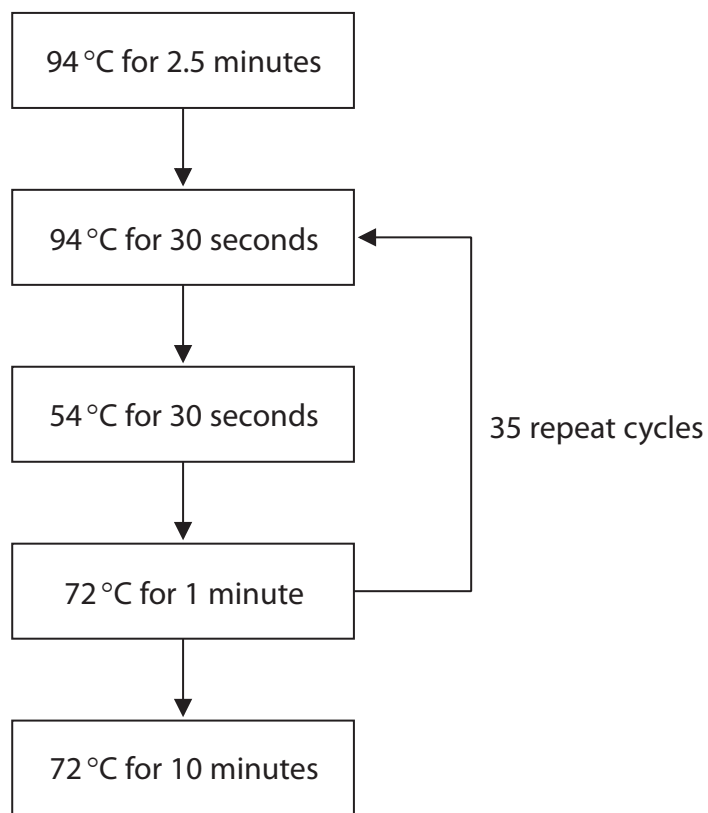 94 °C for 2.5 minutes
94 °C for 30 seconds
54 °C for 30 seconds
35 repeat cycles
72 °C for 1 minute
72 °C for 10 minutes